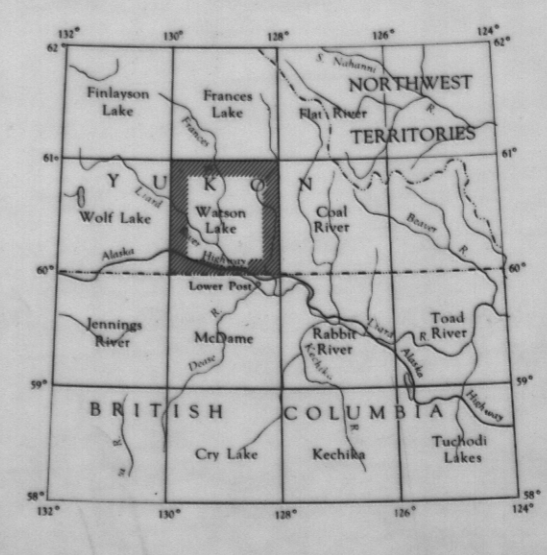 132° 130° 128° 126° 124°
62° 62°
S. Nahanni
NORTHWEST
Finlayson
Lake
Frances
Lake
Flat River
R.
TERRITORIES
Frances
61° 61°
YUKON
Liard
Wolf Lake
Watson
Lake
Coal
River
Beaver
R.
River
Alaska Highway
60° 60°
Lower Post
Jennings
River
R.
McDame
Dease
Rabbit
River
Kechika
Liard
R.
Toad
River
Alaska
Highway
59° 59°
BRITISH COLUMBIA
R.
Cry Lake
Kechika
Tuchodi
Lakes
58° 58°
132° 130° 128° 126° 124°